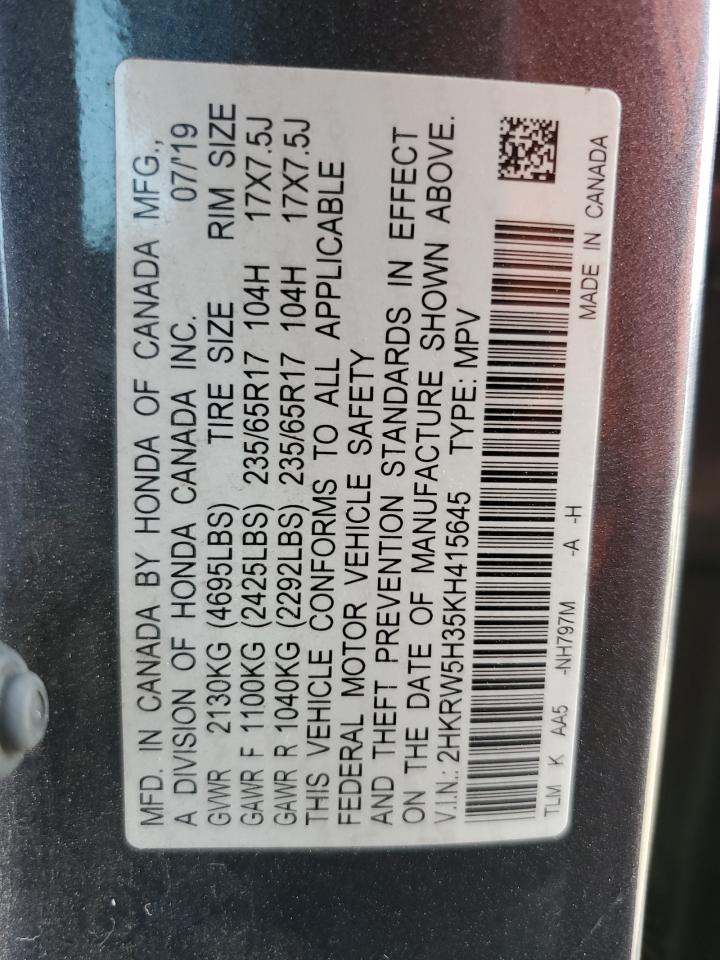 MFD. IN CANADA BY HONDA OF CANADA MFG.,
A DIVISION OF HONDA CANADA INC. 07/'19
GVWR 2130KG (4695LBS) TIRE SIZE RIM SIZE
GAWR F 1100KG (2425LBS) 235/65R17 104H 17X7.5J
GAWR R 1040KG (2292LBS) 235/65R17 104H 17X7.5J
THIS VEHICLE CONFORMS TO ALL APPLICABLE
FEDERAL MOTOR VEHICLE SAFETY
AND THEFT PREVENTION STANDARDS IN EFFECT
ON THE DATE OF MANUFACTURE SHOWN ABOVE.
V.I.N.: 2HKRW5H35KH415645 TYPE: MPV
TLM K AA5 -NH797M -A -H MADE IN CANADA